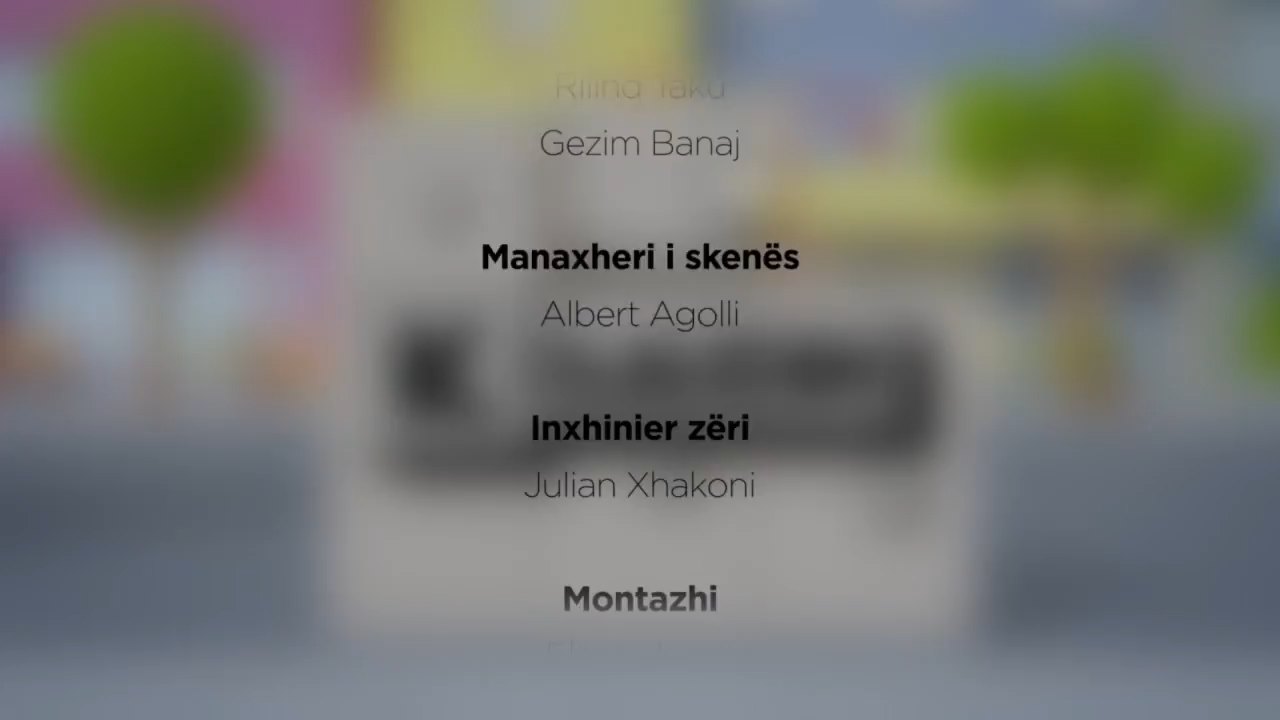 Gezim Banaj
Manaxheri i skenës
Albert Agolli
Inxhinier zëri
Julian Xhakoni
Montazhi